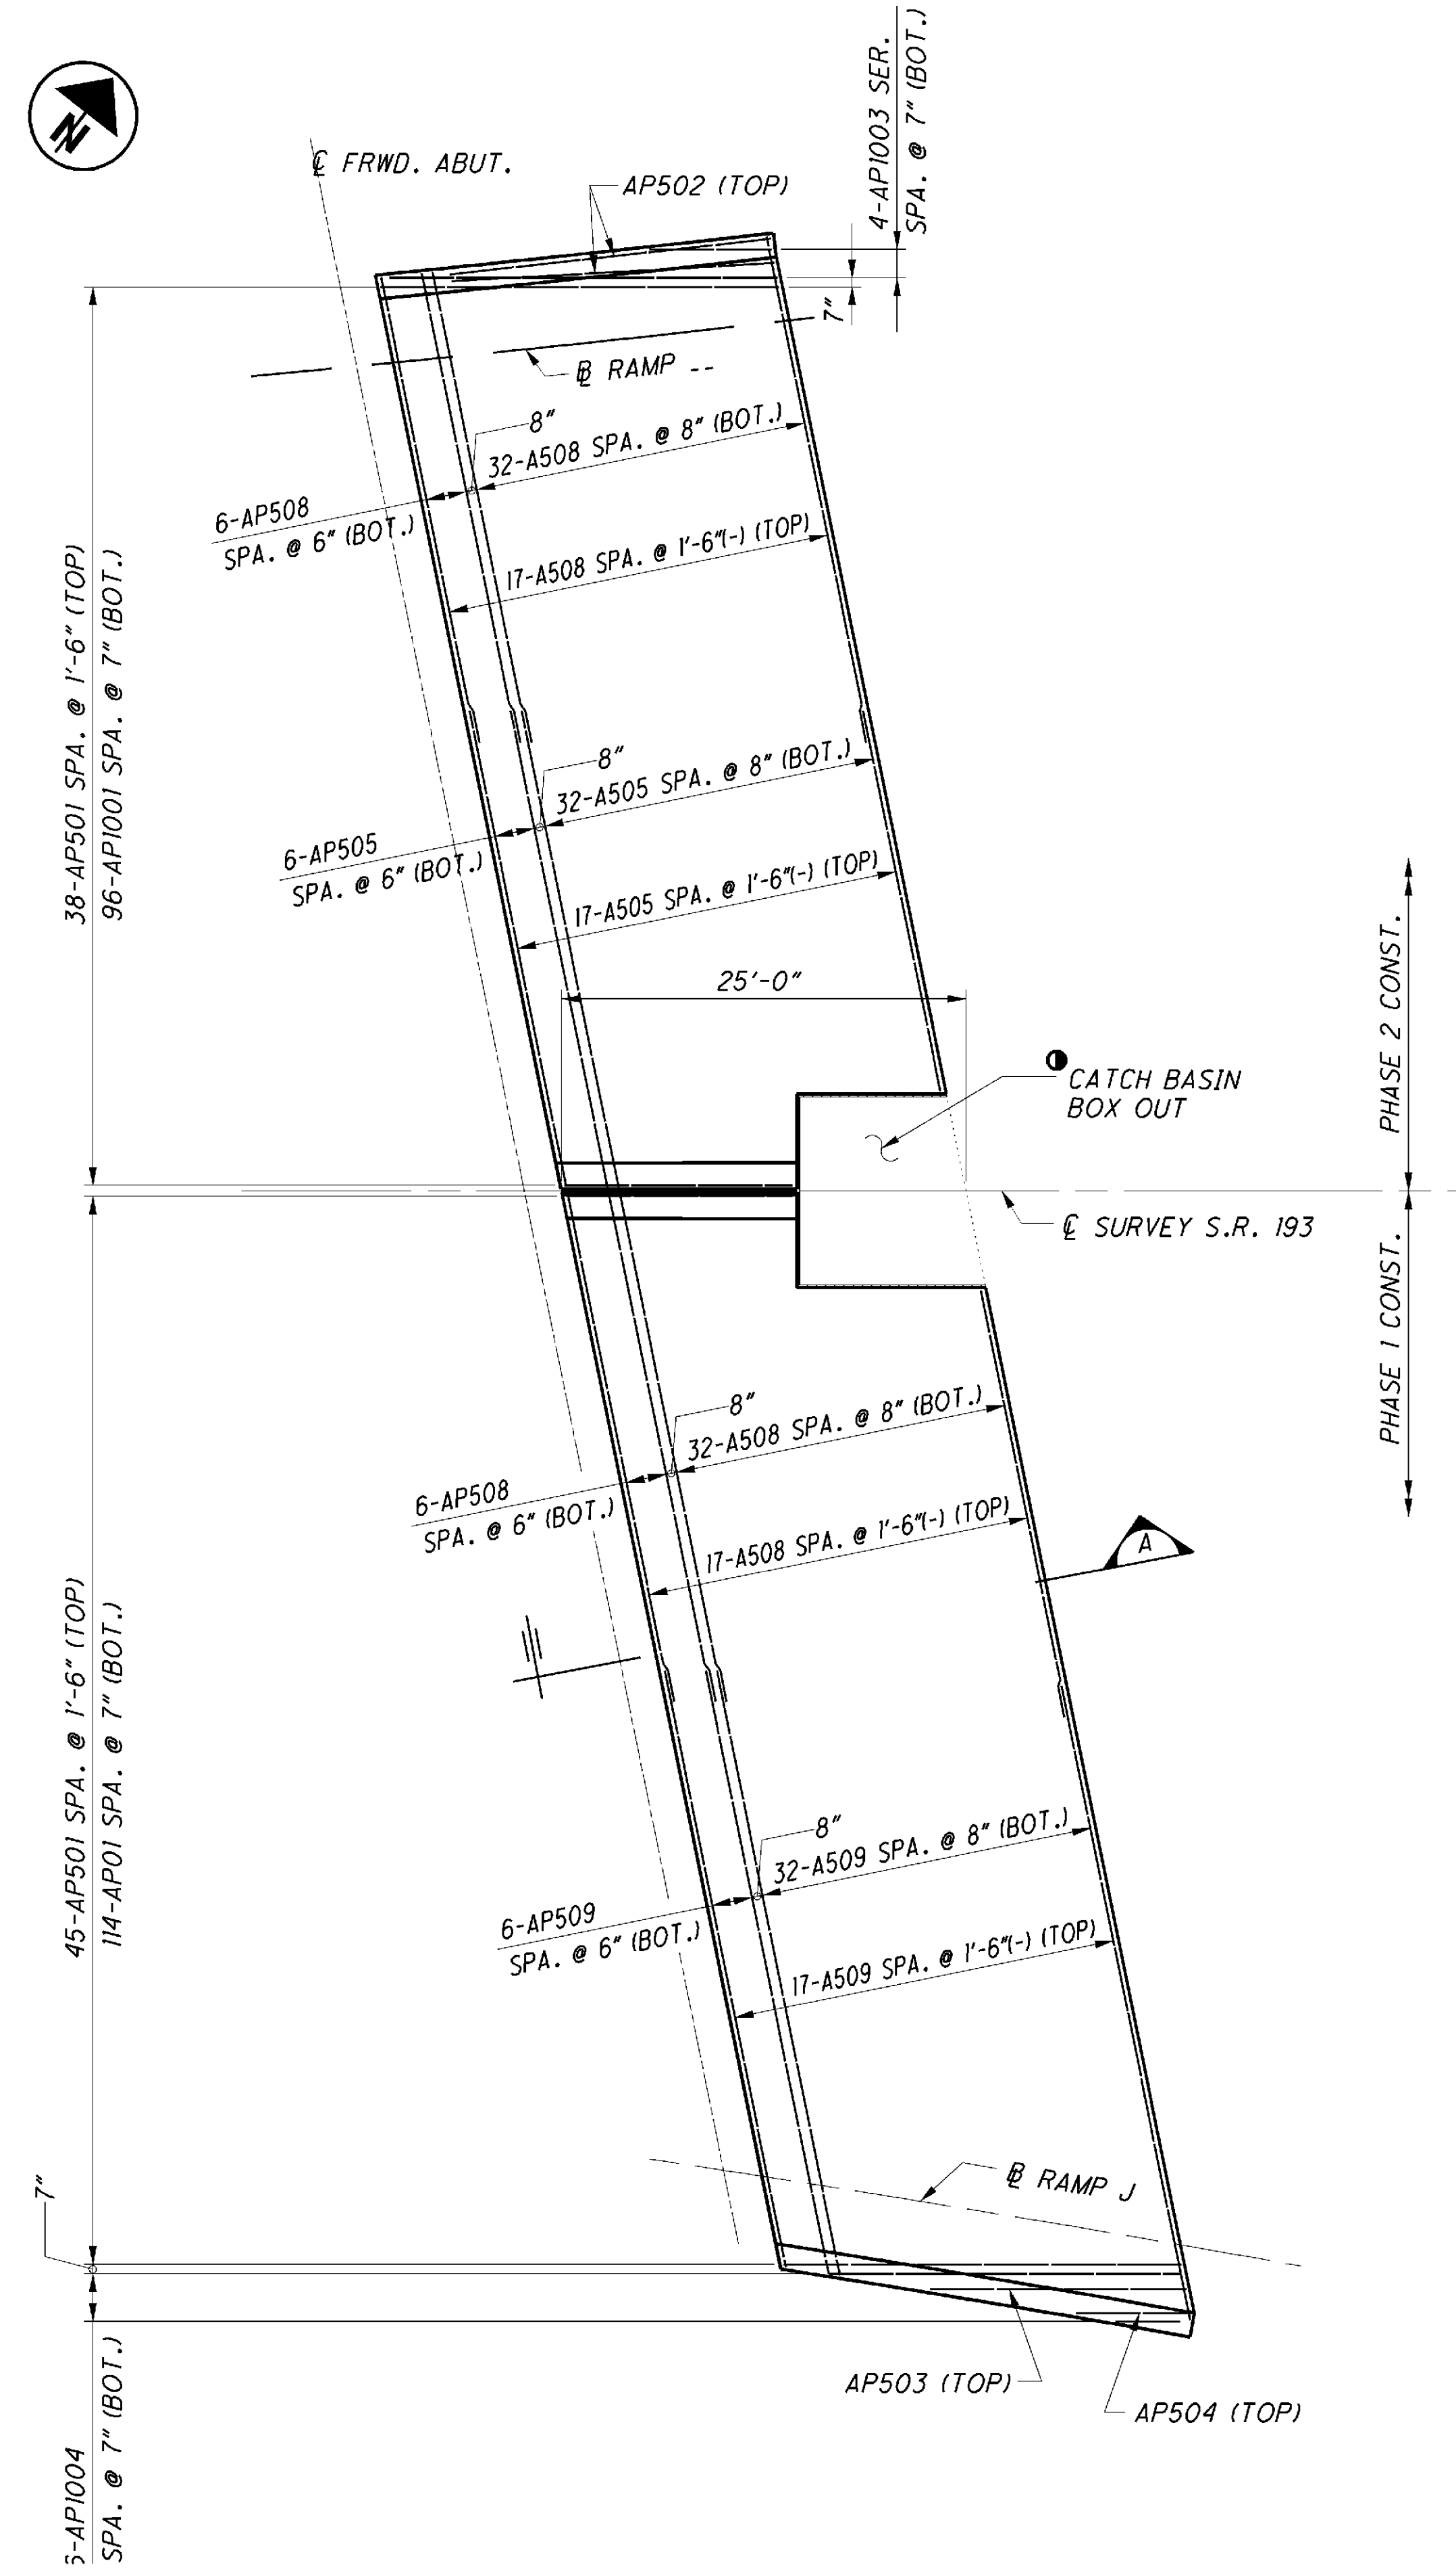 N
℄ FRWD. ABUT.
AP502 (TOP)
4-AP1003 SER.
SPA. @ 7" (BOT.)
7"
℄ RAMP --
8"
32-A508 SPA. @ 8" (BOT.)
6-AP508
SPA. @ 6" (BOT.)
17-A508 SPA. @ 1'-6"(-) (TOP)
38-AP501 SPA. @ 1'-6" (TOP)
96-AP1001 SPA. @ 7" (BOT.)
8"
32-A505 SPA. @ 8" (BOT.)
6-AP505
SPA. @ 6" (BOT.)
17-A505 SPA. @ 1'-6"(-) (TOP)
25'-0"
CATCH BASIN
BOX OUT
PHASE 2 CONST.
℄ SURVEY S.R. 193
PHASE 1 CONST.
8"
32-A508 SPA. @ 8" (BOT.)
6-AP508
SPA. @ 6" (BOT.)
17-A508 SPA. @ 1'-6"(-) (TOP)
A
45-AP501 SPA. @ 1'-6" (TOP)
114-AP01 SPA. @ 7" (BOT.)
8"
32-A509 SPA. @ 8" (BOT.)
6-AP509
SPA. @ 6" (BOT.)
17-A509 SPA. @ 1'-6"(-) (TOP)
7"
BL RAMP J
AP503 (TOP)
AP504 (TOP)
-AP1004
SPA. @ 7" (BOT.)